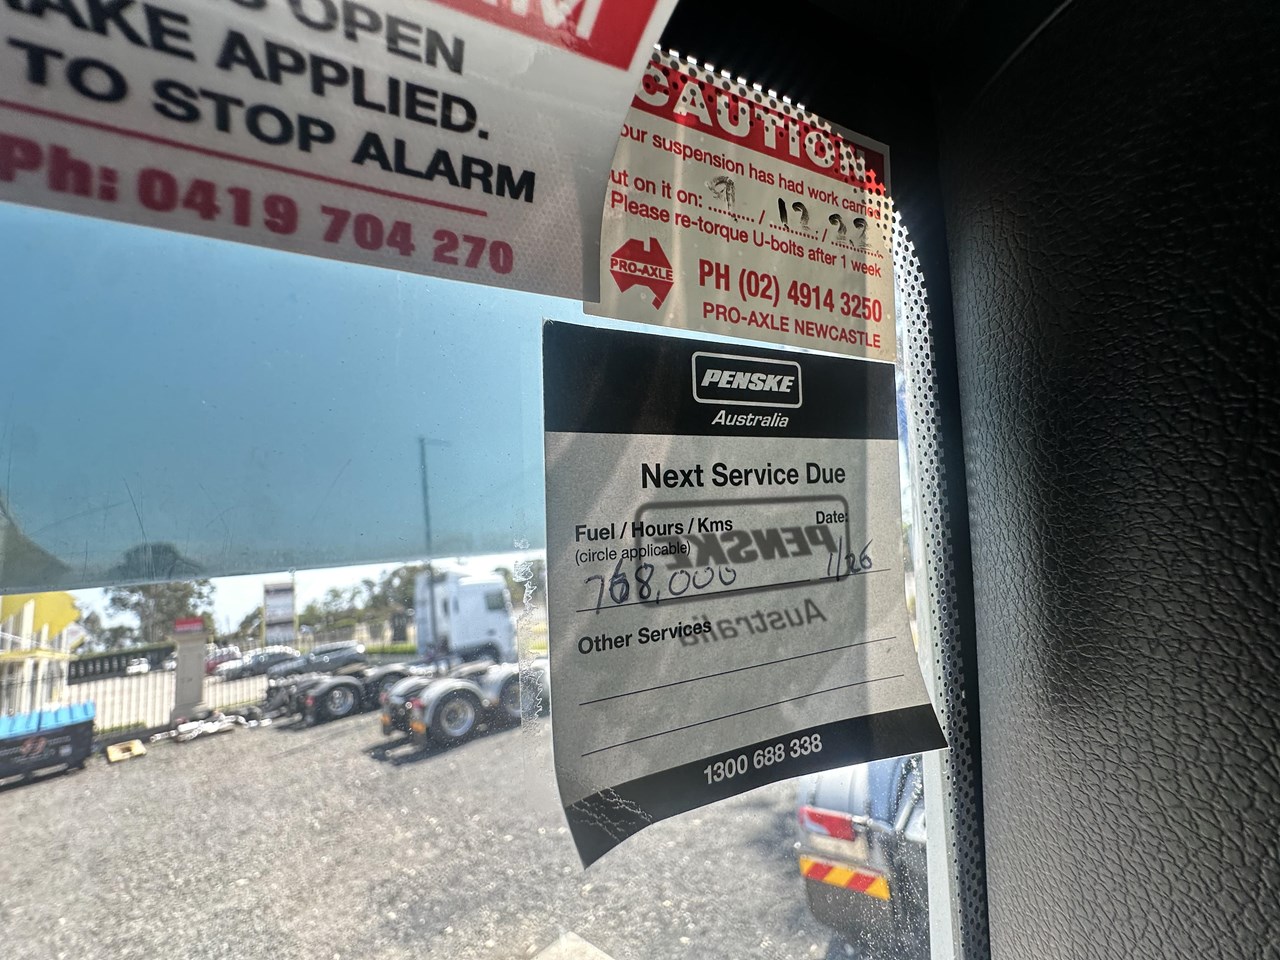 OPEN
APPLIED.
TO STOP ALARM
Ph: 0419 704 270
CAUTION
our suspension has had work carried
ut on it on: 9 / 12 / 22
Please re-torque U-bolts after 1 week
PRO-AXLE
PH (02) 4914 3250
PRO-AXLE NEWCASTLE
PENSKE
Australia
Next Service Due
Fuel / Hours / Kms Date:
(circle applicable)
768,000 1/26
PENSKE
Australia
Other Services
1300 688 338